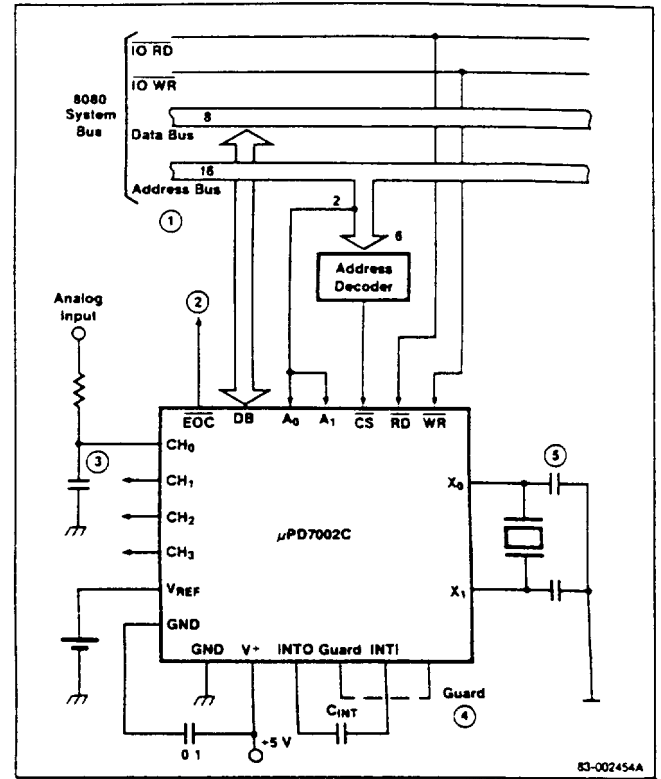 IO RD
IO WR
8080
System
Bus
8
Data Bus
16
Address Bus
1
2
6
Address
Decoder
Analog
Input
2
EOC
DB
A0
A1
CS
RD
WR
CH0
3
CH1
CH2
CH3
VREF
GND
μPD7002C
X0
5
X1
GND
V+
INTO
Guard
INTI
Guard
4
CINT
0 1
+5 V
83-002454A